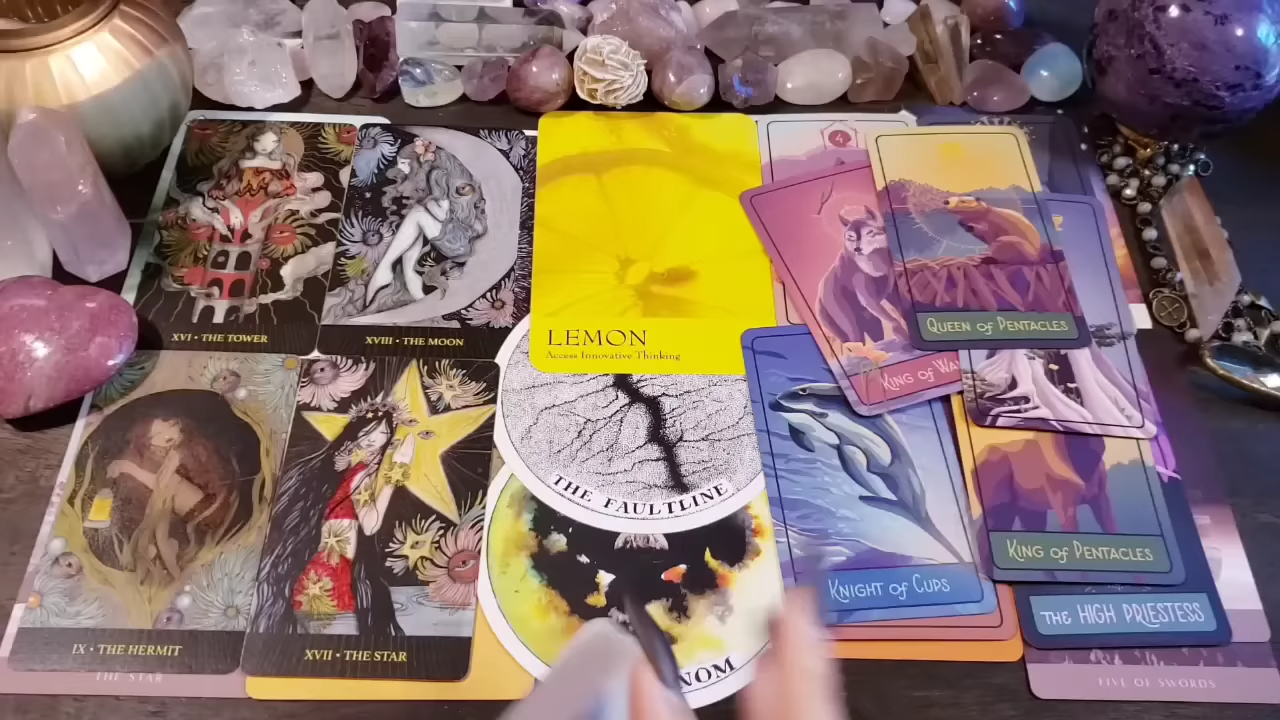 XVI • THE TOWER
XVIII • THE MOON
LEMON
Access Innovative Thinking
4
KING of
QUEEN of PENTACLES
THE FAULTLINE
KNIGHT of CUPS
KING of PENTACLES
THE HIGH PRIESTESS
IX • THE HERMIT
XVII • THE STAR
THE STAR
FIVE OF SWORDS